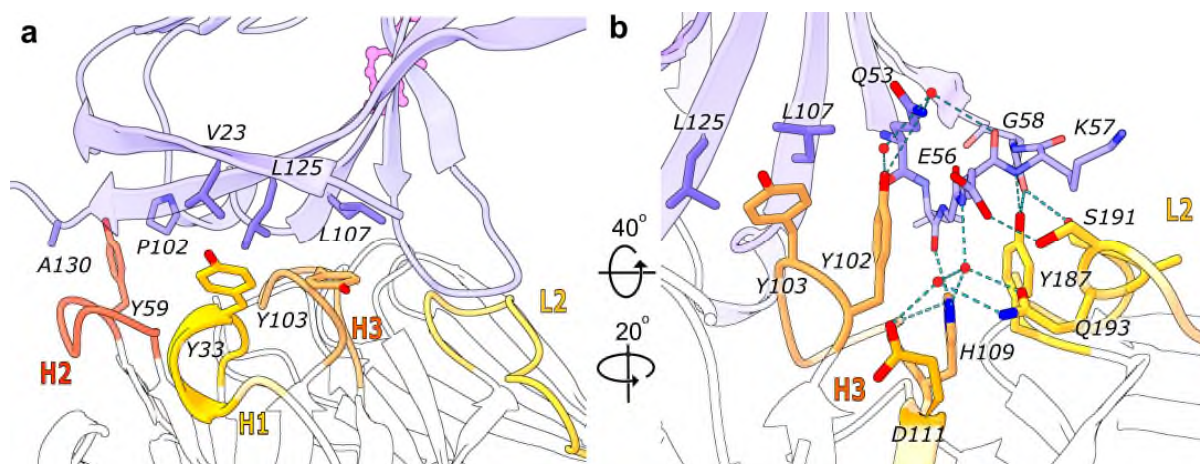 a
V23
L125
L107
P102
A130
Y59
Y33
Y103
H3
H2
H1
L2
40°
20°
b
Q53
G58
K57
L125
L107
E56
S191
L2
Y102
Y103
Y187
Q193
H109
H3
D111